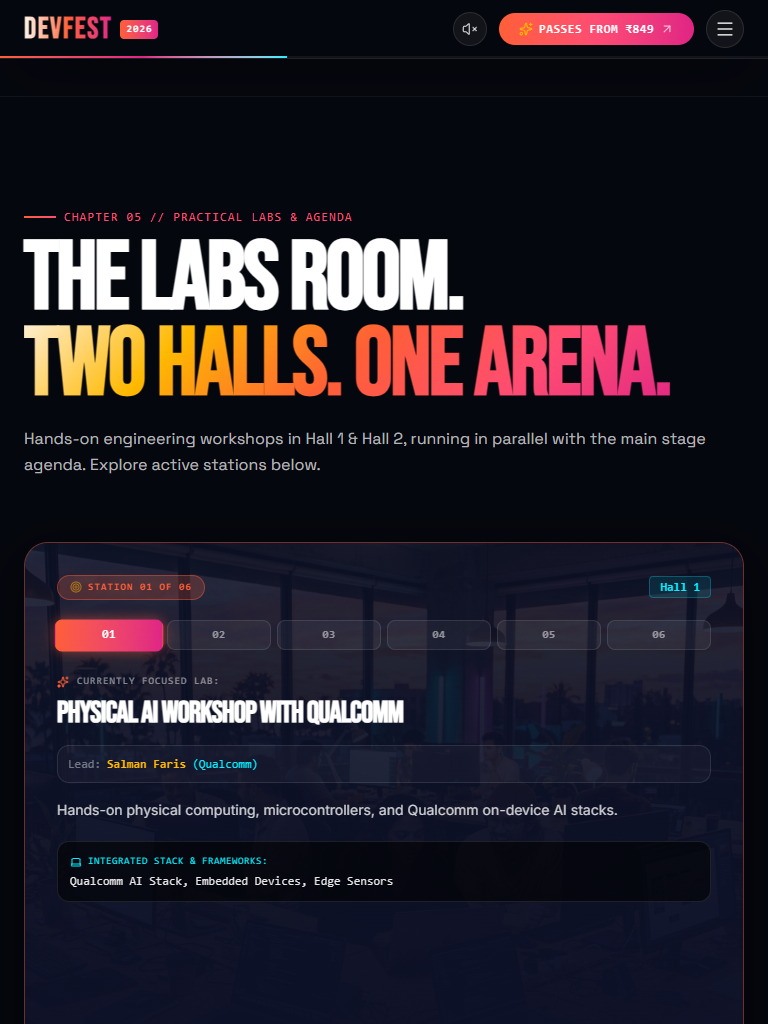 DEVFEST 2026
PASSES FROM ₹849
CHAPTER 05 // PRACTICAL LABS & AGENDA
THE LABS ROOM.
TWO HALLS. ONE ARENA.
Hands-on engineering workshops in Hall 1 & Hall 2, running in parallel with the main stage
agenda. Explore active stations below.
STATION 01 OF 06
Hall 1
01 02 03 04 05 06
CURRENTLY FOCUSED LAB:
PHYSICAL AI WORKSHOP WITH QUALCOMM
Lead: Salman Faris (Qualcomm)
Hands-on physical computing, microcontrollers, and Qualcomm on-device AI stacks.
INTEGRATED STACK & FRAMEWORKS:
Qualcomm AI Stack, Embedded Devices, Edge Sensors